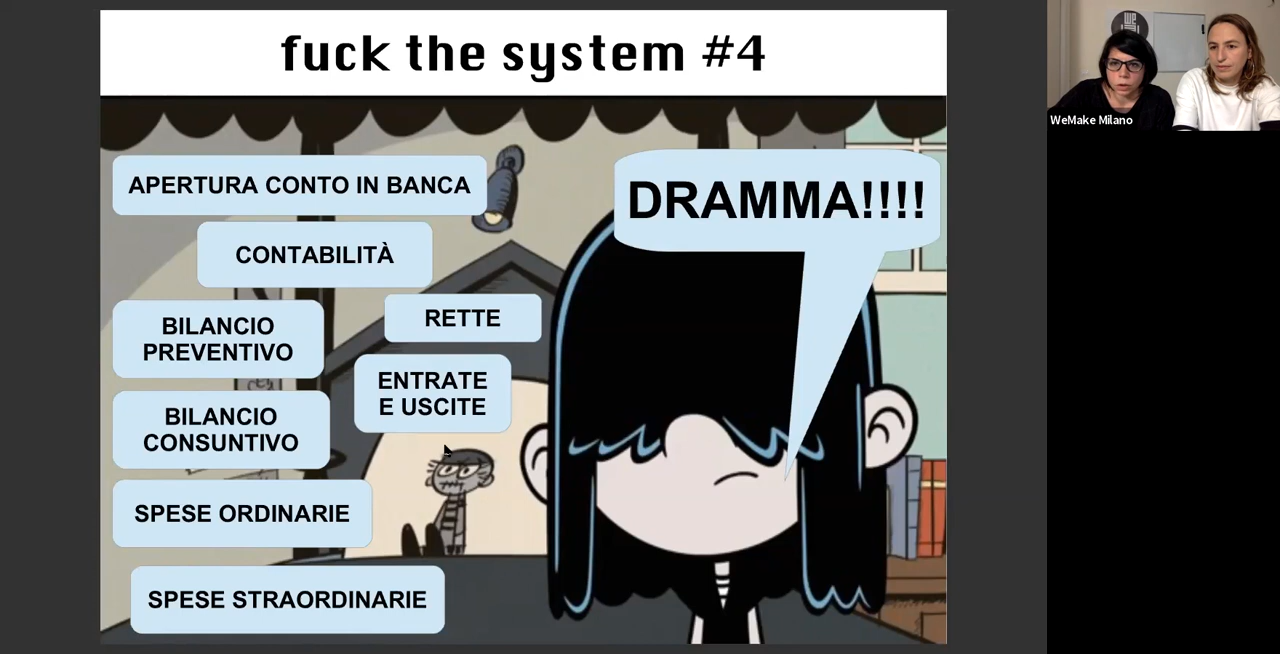 fuck the system #4
APERTURA CONTO IN BANCA
DRAMMA!!!!
CONTABILITÀ
RETTE
BILANCIO
PREVENTIVO
ENTRATE
E USCITE
BILANCIO
CONSUNTIVO
SPESE ORDINARIE
SPESE STRAORDINARIE
WeMake Milano
we